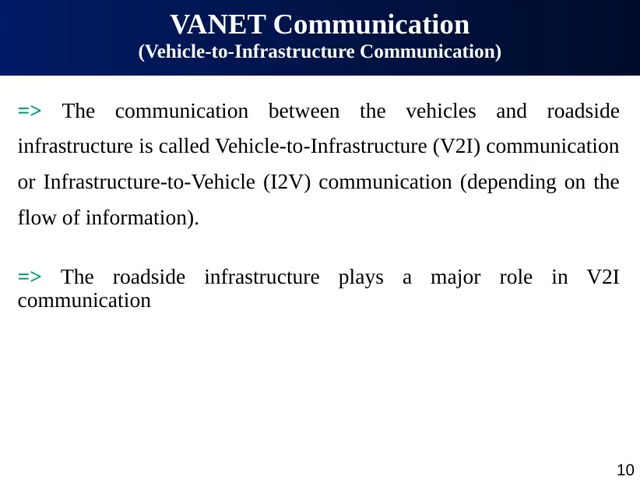 VANET Communication
(Vehicle-to-Infrastructure Communication)
=> The communication between the vehicles and roadside
infrastructure is called Vehicle-to-Infrastructure (V2I) communication
or Infrastructure-to-Vehicle (I2V) communication (depending on the
flow of information).
=> The roadside infrastructure plays a major role in V2I
communication
10